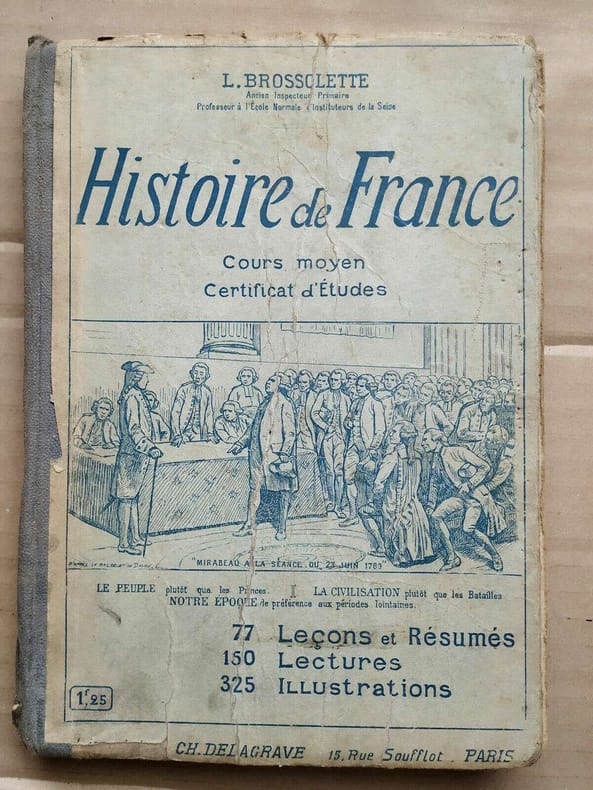 L. BROSSOLETTE
Ancien Inspecteur Primaire
Professeur à l'École Normale d'Instituteurs de la Seine
Histoire de France
Cours moyen
Certificat d'Études
"MIRABEAU A LA SÉANCE DU 23 JUIN 1789
LE PEUPLE plutôt que les Princes. LA CIVILISATION plutôt que les Batailles
NOTRE ÉPOQUE de préférence aux périodes lointaines.
77 Leçons et Résumés
150 Lectures
325 ILLUSTRATIONS
1f,25
CH. DELAGRAVE 15, Rue Soufflot PARIS